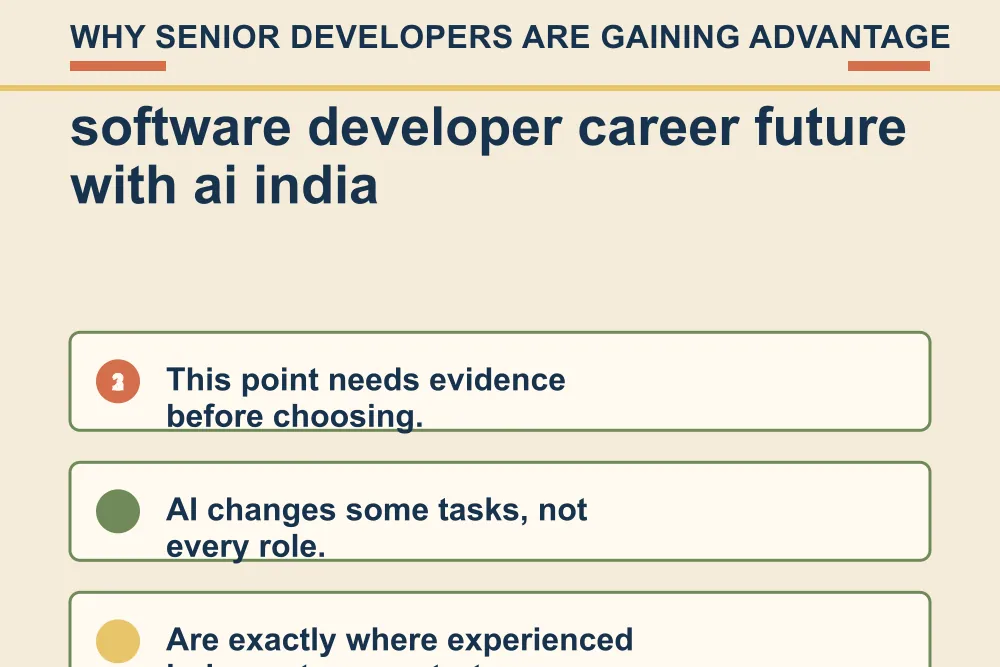 WHY SENIOR DEVELOPERS ARE GAINING ADVANTAGE
software developer career future
with ai india
This point needs evidence
before choosing.
AI changes some tasks, not
every role.
Are exactly where experienced